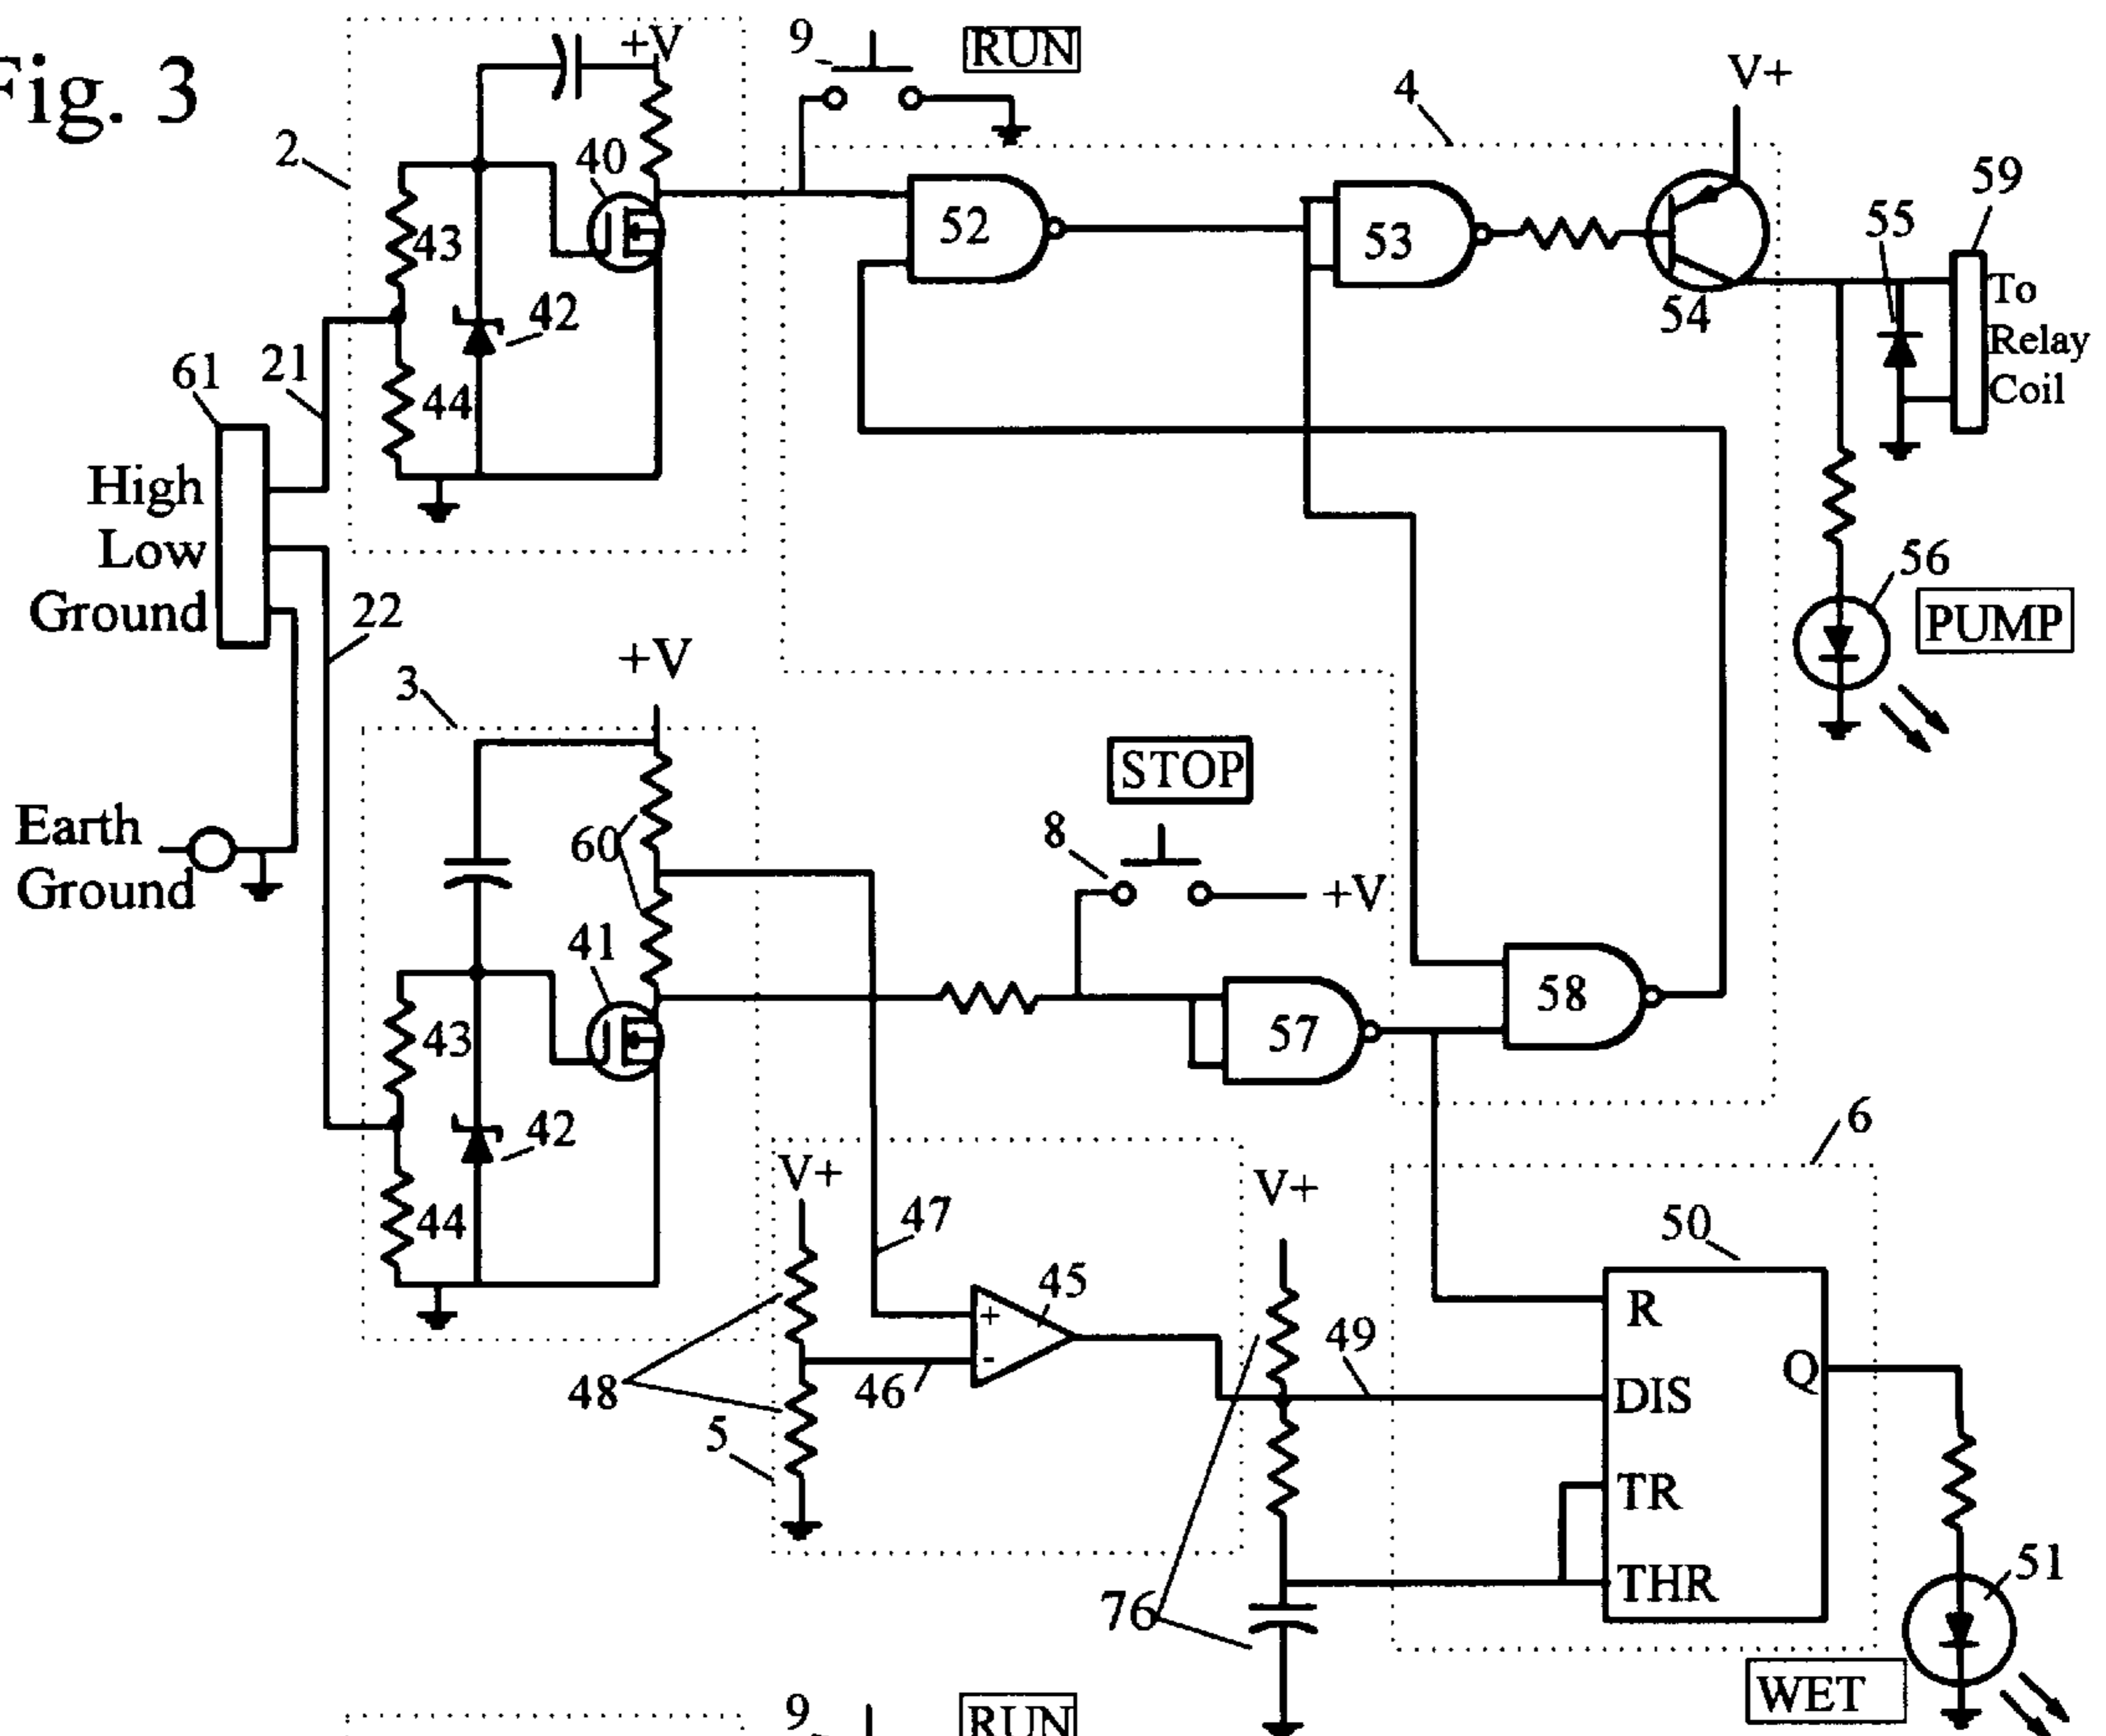 Fig. 3
+V
9
RUN
V+
4
2
40
59
52
53
55
43
54
To
Relay
Coil
42
61
21
44
High
Low
Ground
56
PUMP
22
+V
3
STOP
Earth
Ground
60
8
+V
41
58
43
57
42
6
V+
V+
44
47
50
45
R
49
Q
48
46
DIS
5
TR
THR
76
51
WET
9
RUN